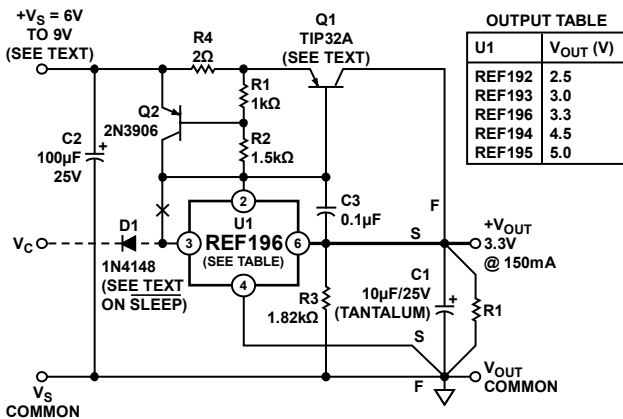 +VS = 6V
TO 9V
(SEE TEXT)
R4
2Ω
Q1
TIP32A
(SEE TEXT)
OUTPUT TABLE
U1 VOUT (V)
REF192 2.5
REF193 3.0
REF196 3.3
REF194 4.5
REF195 5.0
R1
1kΩ
Q2
2N3906
R2
1.5kΩ
C2
100µF
25V
+
2
U1
REF196
(SEE TABLE)
3
6
4
C3
0.1µF
F
S
+VOUT
3.3V
@ 150mA
VC
D1
1N4148
(SEE TEXT
ON SLEEP)
R3
1.82kΩ
C1
10µF/25V
(TANTALUM)
+
R1
S
F
VS
COMMON
VOUT
COMMON